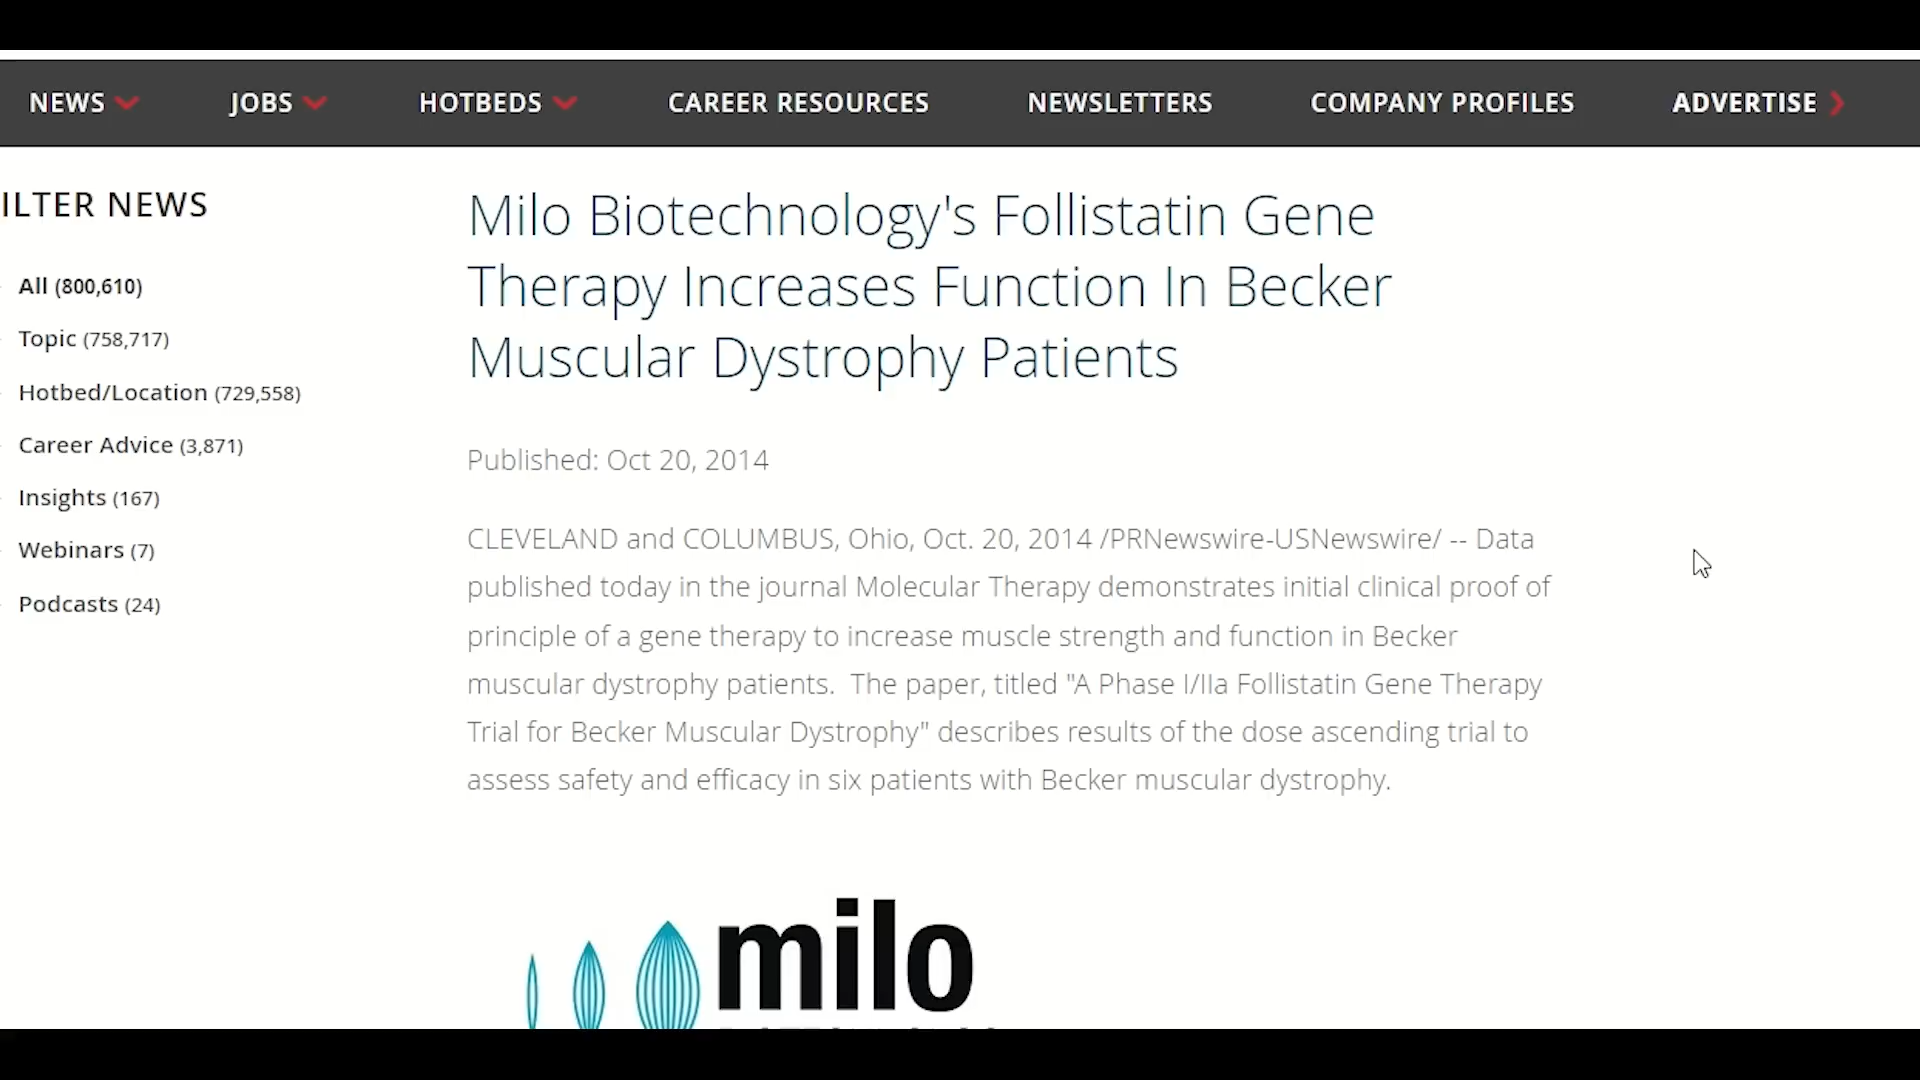 NEWS JOBS HOTBEDS CAREER RESOURCES NEWSLETTERS COMPANY PROFILES ADVERTISE
ILTER NEWS
All (800,610)
Topic (758,717)
Hotbed/Location (729,558)
Career Advice (3,871)
Insights (167)
Webinars (7)
Podcasts (24)
Milo Biotechnology's Follistatin Gene
Therapy Increases Function In Becker
Muscular Dystrophy Patients
Published: Oct 20, 2014
CLEVELAND and COLUMBUS, Ohio, Oct. 20, 2014 /PRNewswire-USNewswire/ -- Data
published today in the journal Molecular Therapy demonstrates initial clinical proof of
principle of a gene therapy to increase muscle strength and function in Becker
muscular dystrophy patients.  The paper, titled "A Phase I/IIa Follistatin Gene Therapy
Trial for Becker Muscular Dystrophy" describes results of the dose ascending trial to
assess safety and efficacy in six patients with Becker muscular dystrophy.
milo